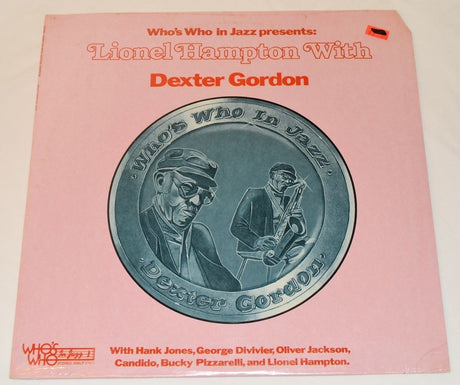 Who's Who in Jazz presents:
Lionel Hampton With
Dexter Gordon
Who's Who In Jazz
Dexter Gordon
WHO'S
WHO In Jazz
With Hank Jones, George Divivier, Oliver Jackson,
Candido, Bucky Pizzarelli, and Lionel Hampton.